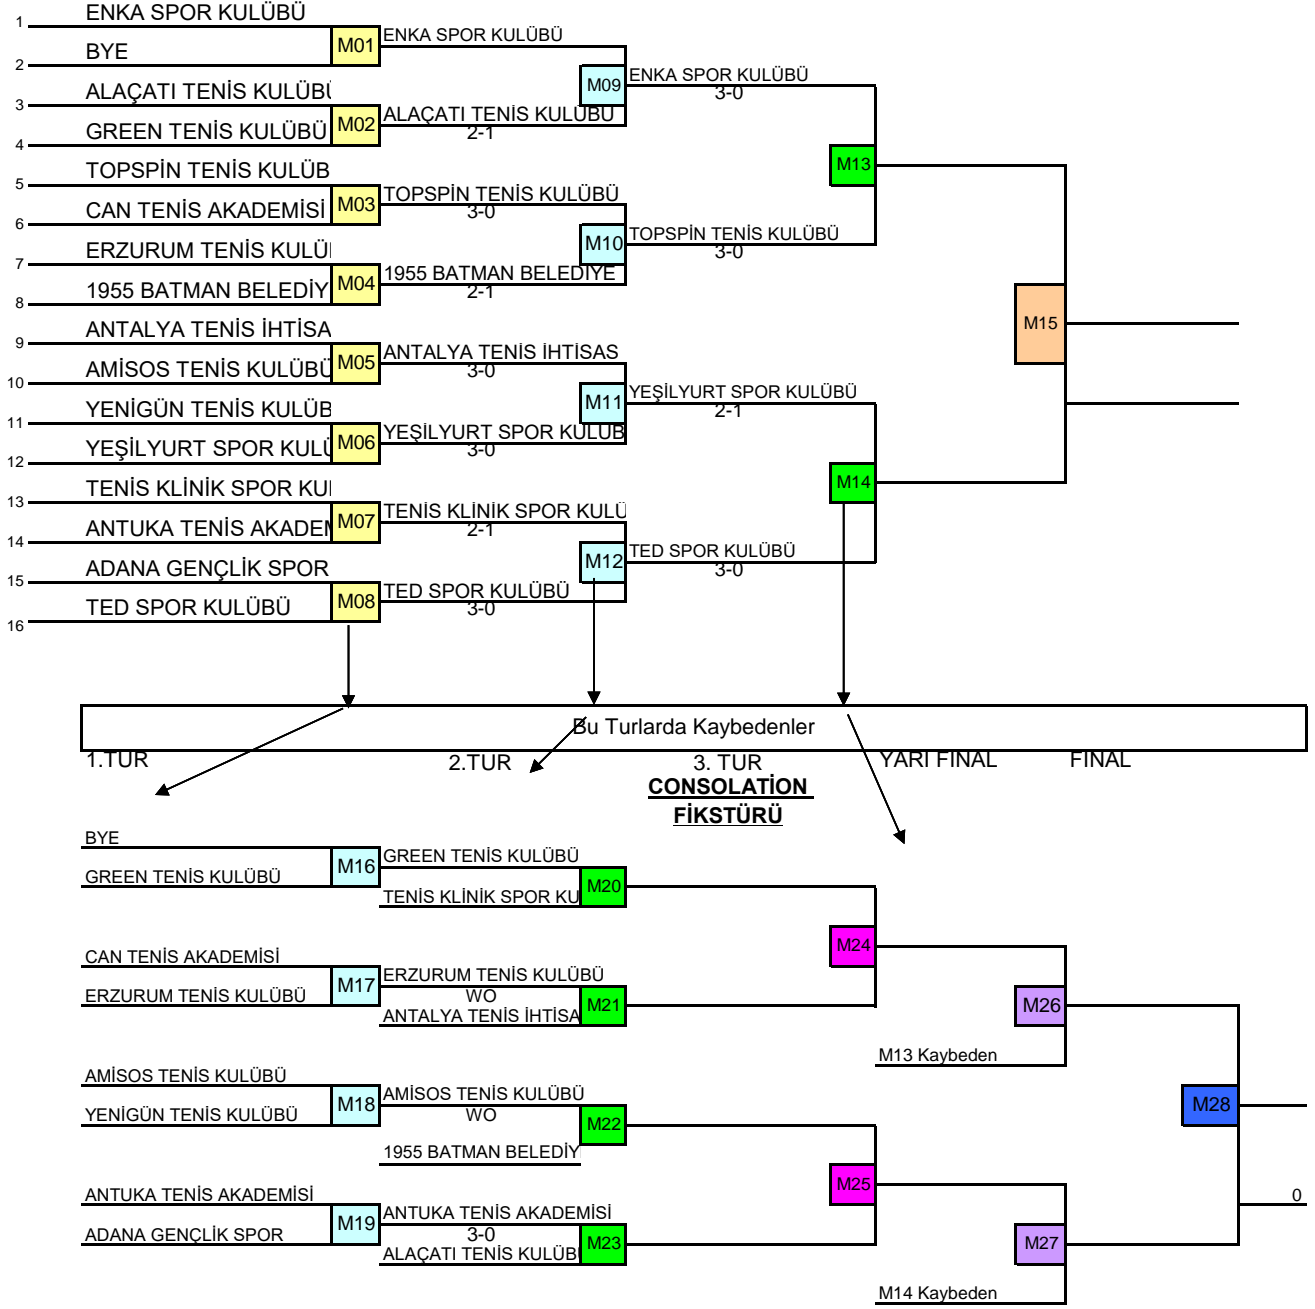 1 ENKA SPOR KULÜBÜ
M01 ENKA SPOR KULÜBÜ
2 BYE
M09 ENKA SPOR KULÜBÜ
3-0
3 ALAÇATI TENİS KULÜBÜ
M02 ALAÇATI TENİS KULÜBÜ
2-1
4 GREEN TENİS KULÜBÜ
M13
5 TOPSPİN TENİS KULÜB
M03 TOPSPİN TENİS KULÜBÜ
3-0
6 CAN TENİS AKADEMİSİ
M10 TOPSPİN TENİS KULÜBÜ
3-0
7 ERZURUM TENİS KULÜ
M04 1955 BATMAN BELEDİYE
2-1
8 1955 BATMAN BELEDİY
M15
9 ANTALYA TENİS İHTİSA
M05 ANTALYA TENİS İHTİSAS
3-0
10 AMİSOS TENİS KULÜBÜ
M11 YEŞİLYURT SPOR KULÜBÜ
2-1
11 YENİGÜN TENİS KULÜB
M06 YEŞİLYURT SPOR KULÜB
3-0
12 YEŞİLYURT SPOR KULÜ
M14
13 TENİS KLİNİK SPOR KU
M07 TENİS KLİNİK SPOR KULÜ
2-1
14 ANTUKA TENİS AKADEM
M12 TED SPOR KULÜBÜ
3-0
15 ADANA GENÇLİK SPOR
M08 TED SPOR KULÜBÜ
3-0
16 TED SPOR KULÜBÜ
Bu Turlarda Kaybedenler
1.TUR 2.TUR 3. TUR YARI FINAL FINAL
CONSOLATİON
FİKSTÜRÜ
BYE
M16 GREEN TENİS KULÜBÜ
GREEN TENİS KULÜBÜ
M20
TENİS KLİNİK SPOR KU
M24
CAN TENİS AKADEMİSİ
M17 ERZURUM TENİS KULÜBÜ
WO
ERZURUM TENİS KULÜBÜ
M21
ANTALYA TENİS İHTİSA
M26
M13 Kaybeden
AMİSOS TENİS KULÜBÜ
M18 AMİSOS TENİS KULÜBÜ
WO
YENİGÜN TENİS KULÜBÜ
M22
M28
1955 BATMAN BELEDİY
M25
ANTUKA TENİS AKADEMİSİ
0
M19 ANTUKA TENİS AKADEMİSİ
3-0
ADANA GENÇLİK SPOR
M23
ALAÇATI TENİS KULÜB
M27
M14 Kaybeden